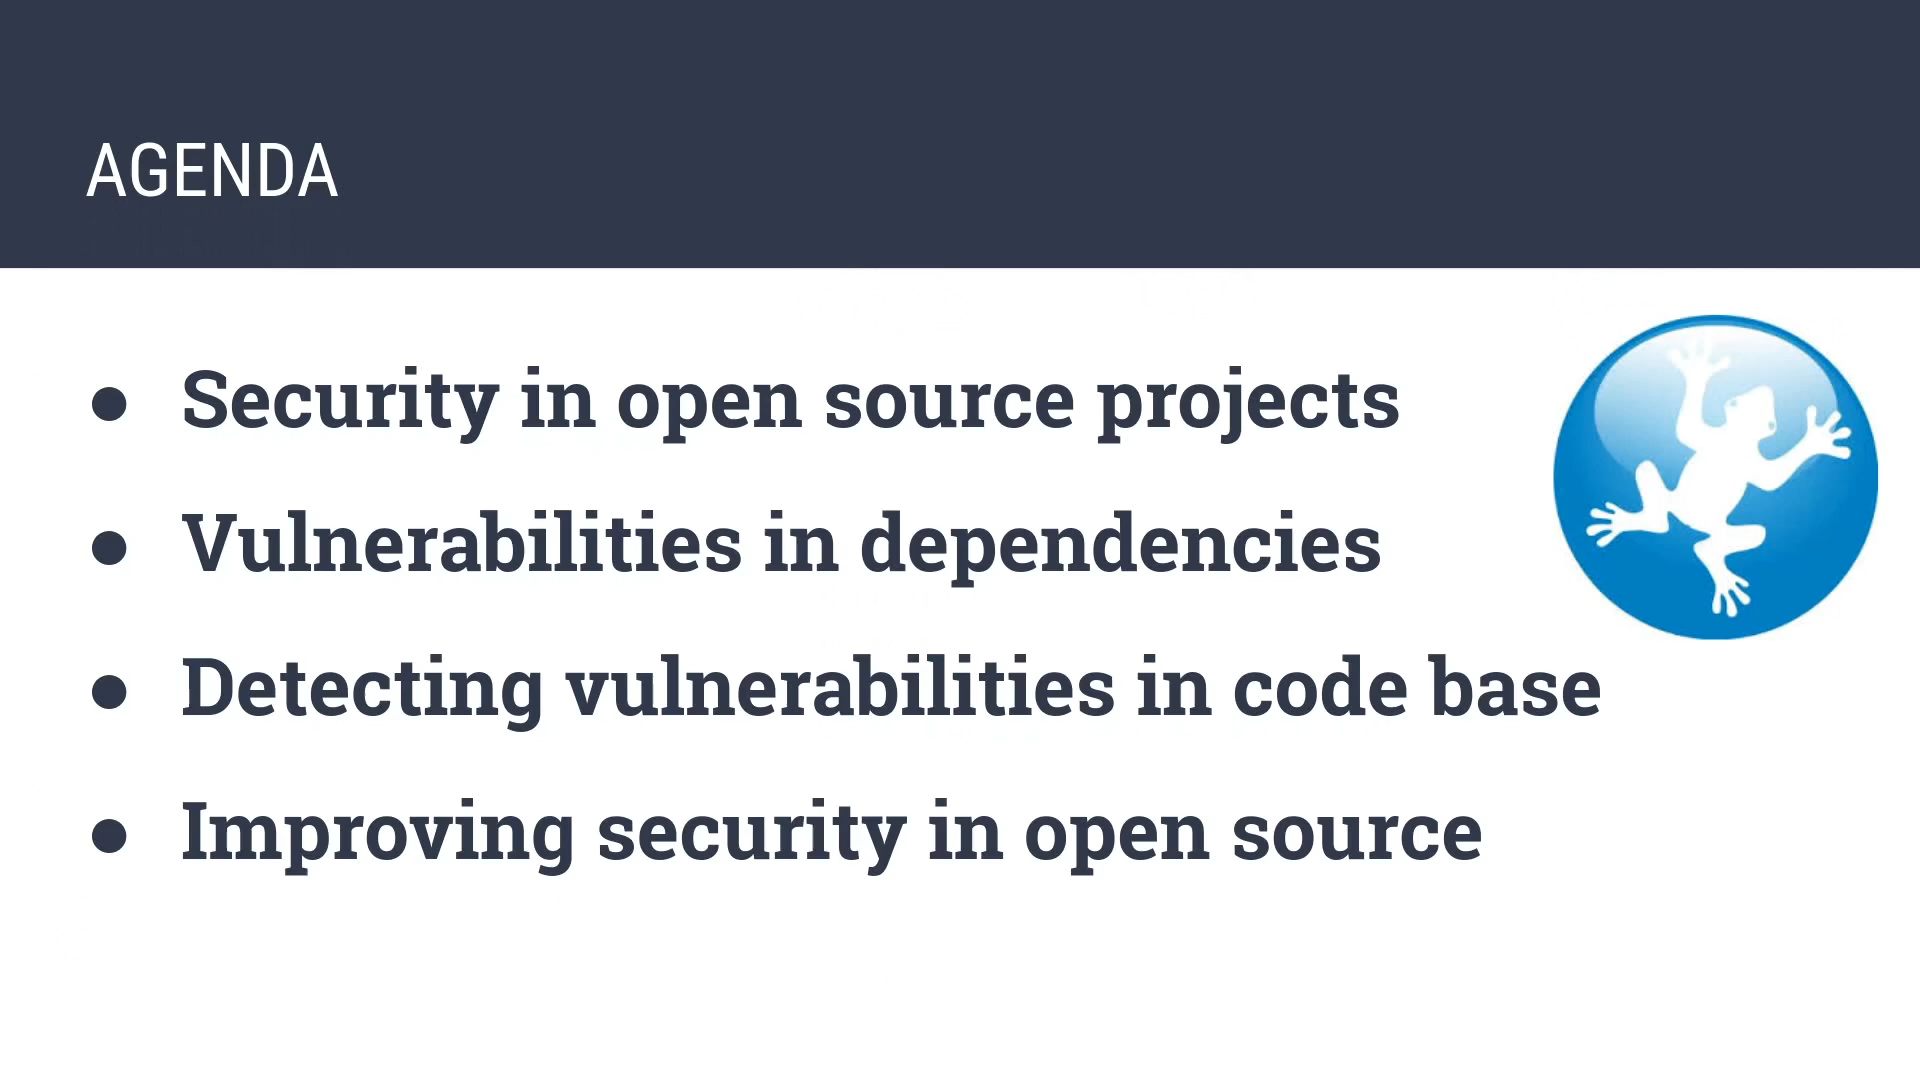 AGENDA
● Security in open source projects
● Vulnerabilities in dependencies
● Detecting vulnerabilities in code base
● Improving security in open source